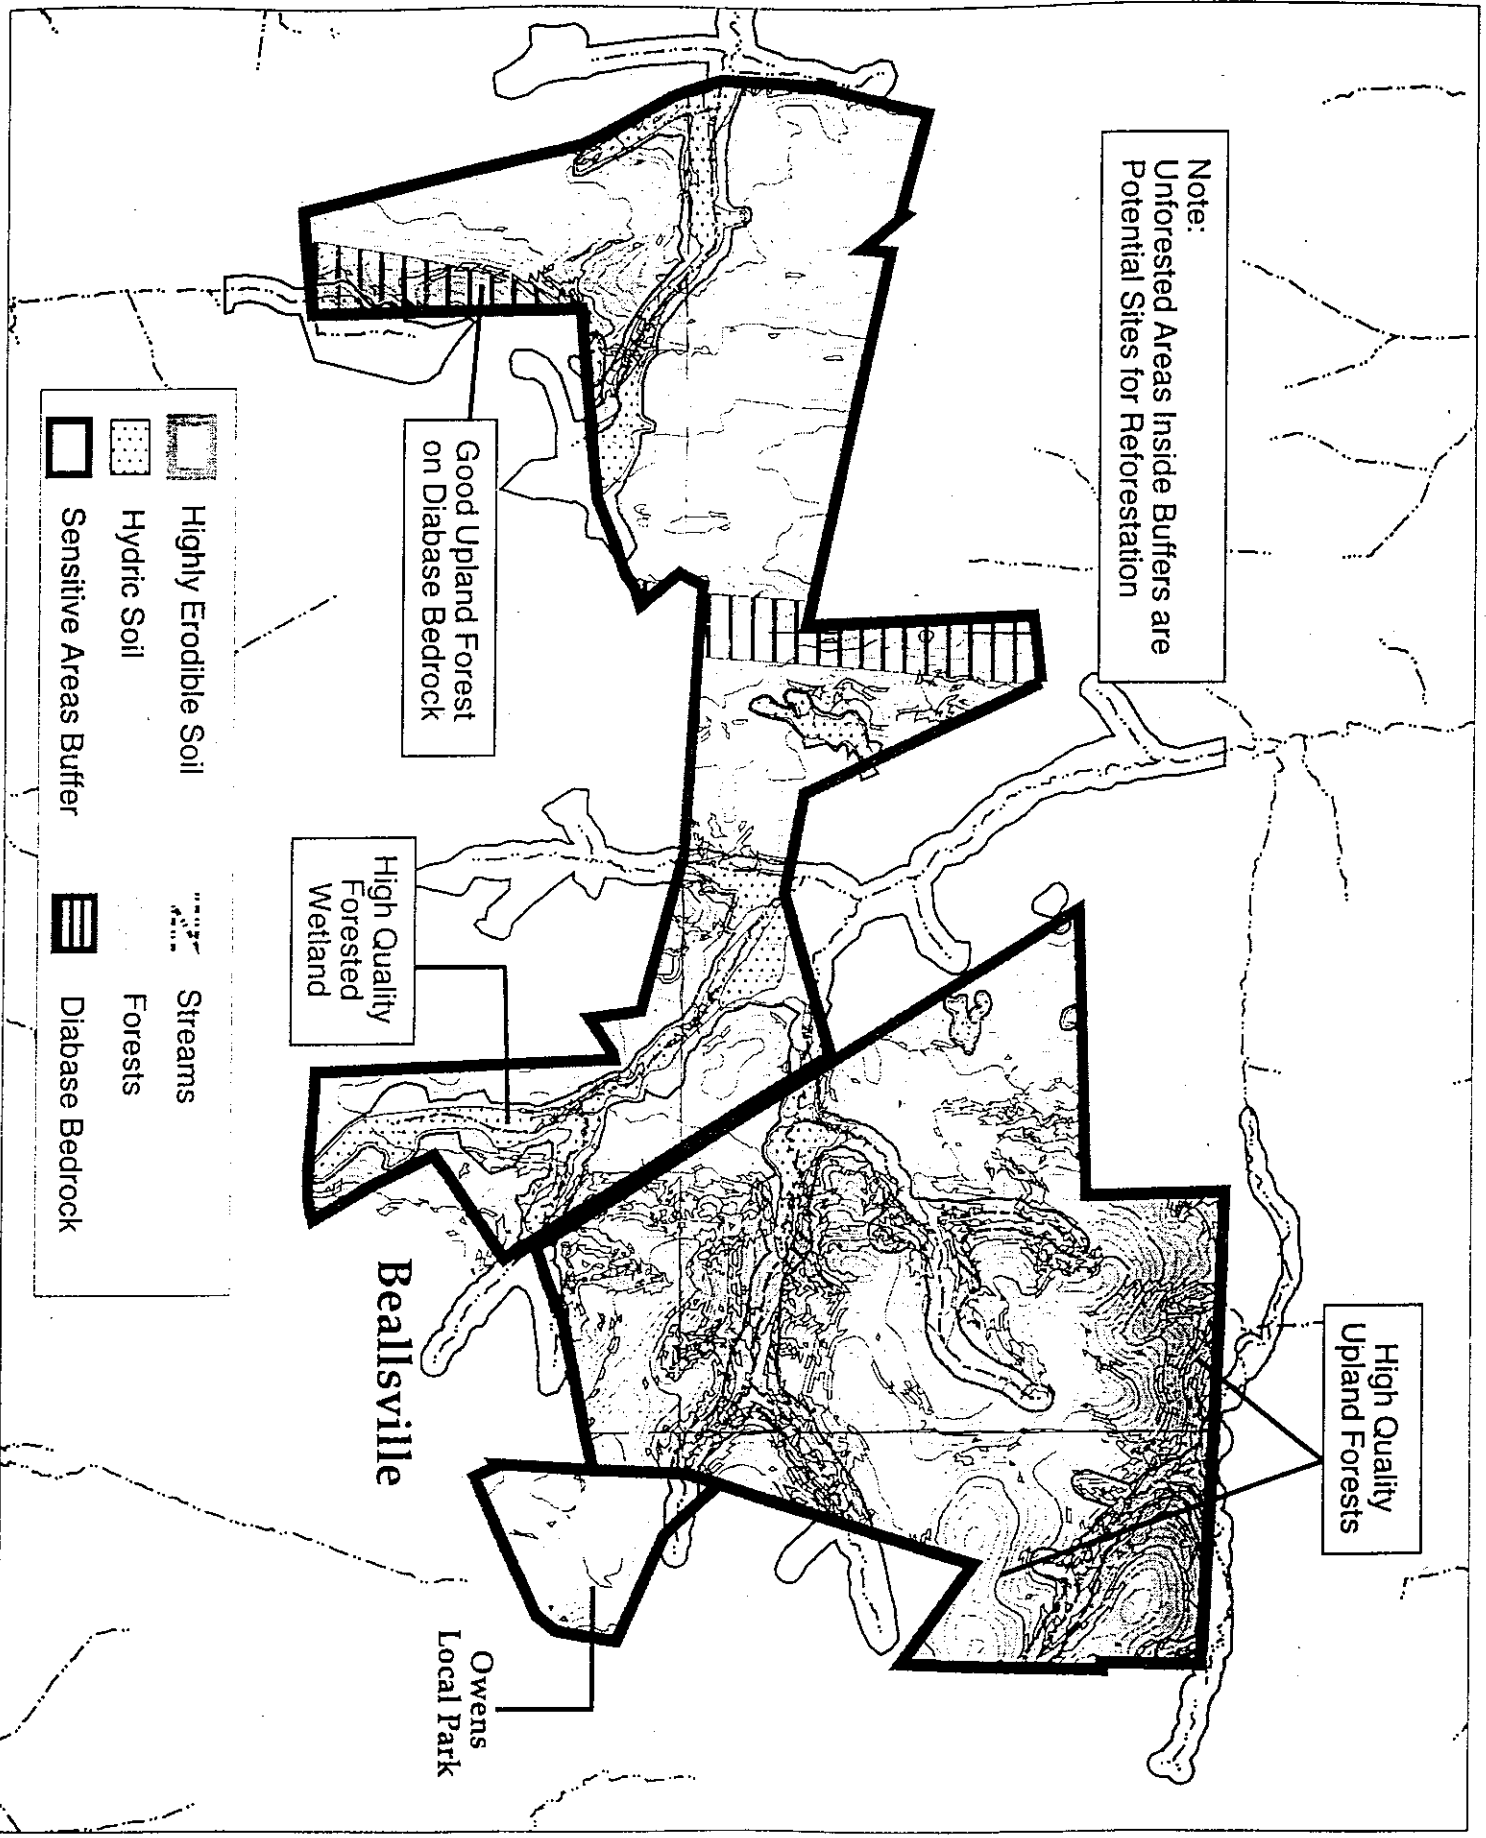 Note:
Unforested Areas Inside Buffers are
Potential Sites for Reforestation
High Quality
Upland Forests
Good Upland Forest
on Diabase Bedrock
High Quality
Forested
Wetland
Beallsville
Owens
Local Park
Highly Erodible Soil
Hydric Soil
Sensitive Areas Buffer
Streams
Forests
Diabase Bedrock